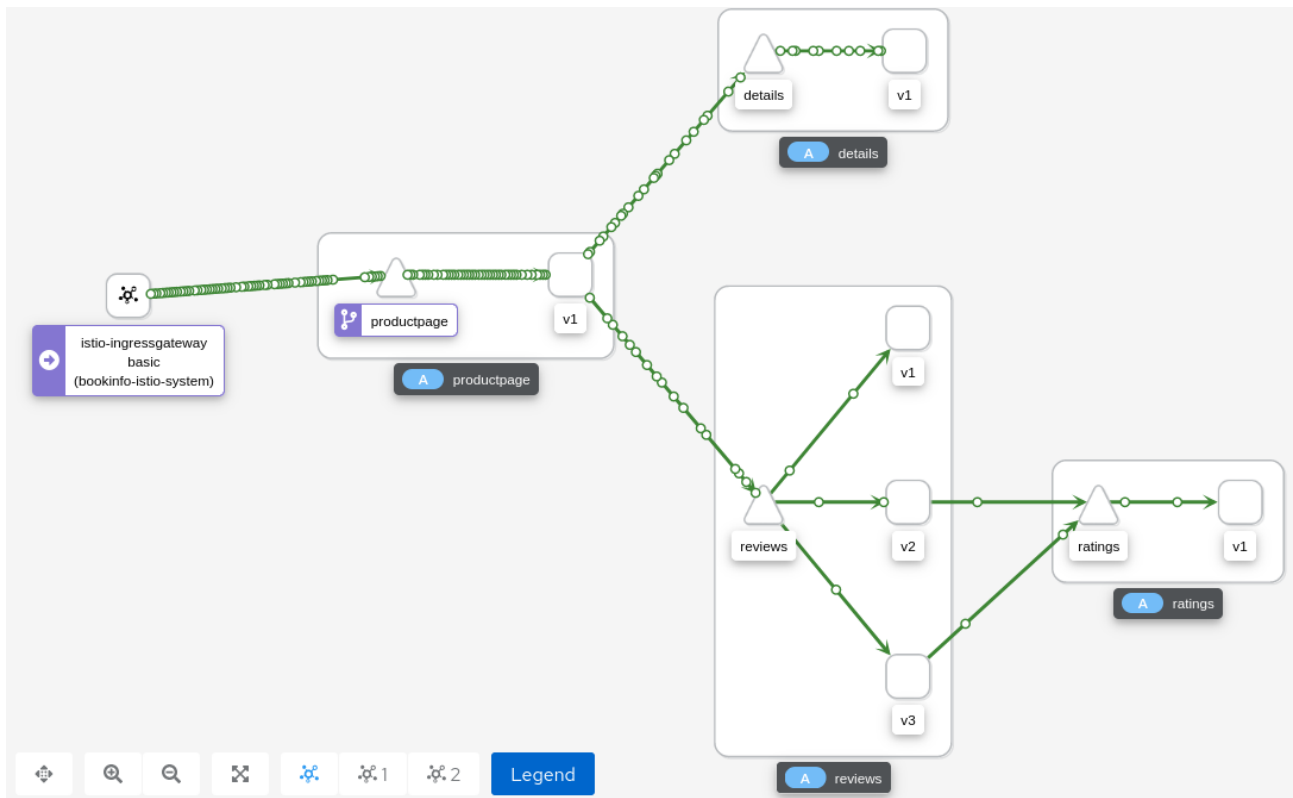 details
v1
A details
productpage
v1
A productpage
istio-ingressgateway
basic
(bookinfo-istio-system)
v1
reviews
v2
v3
A reviews
ratings
v1
A ratings
1
2
Legend